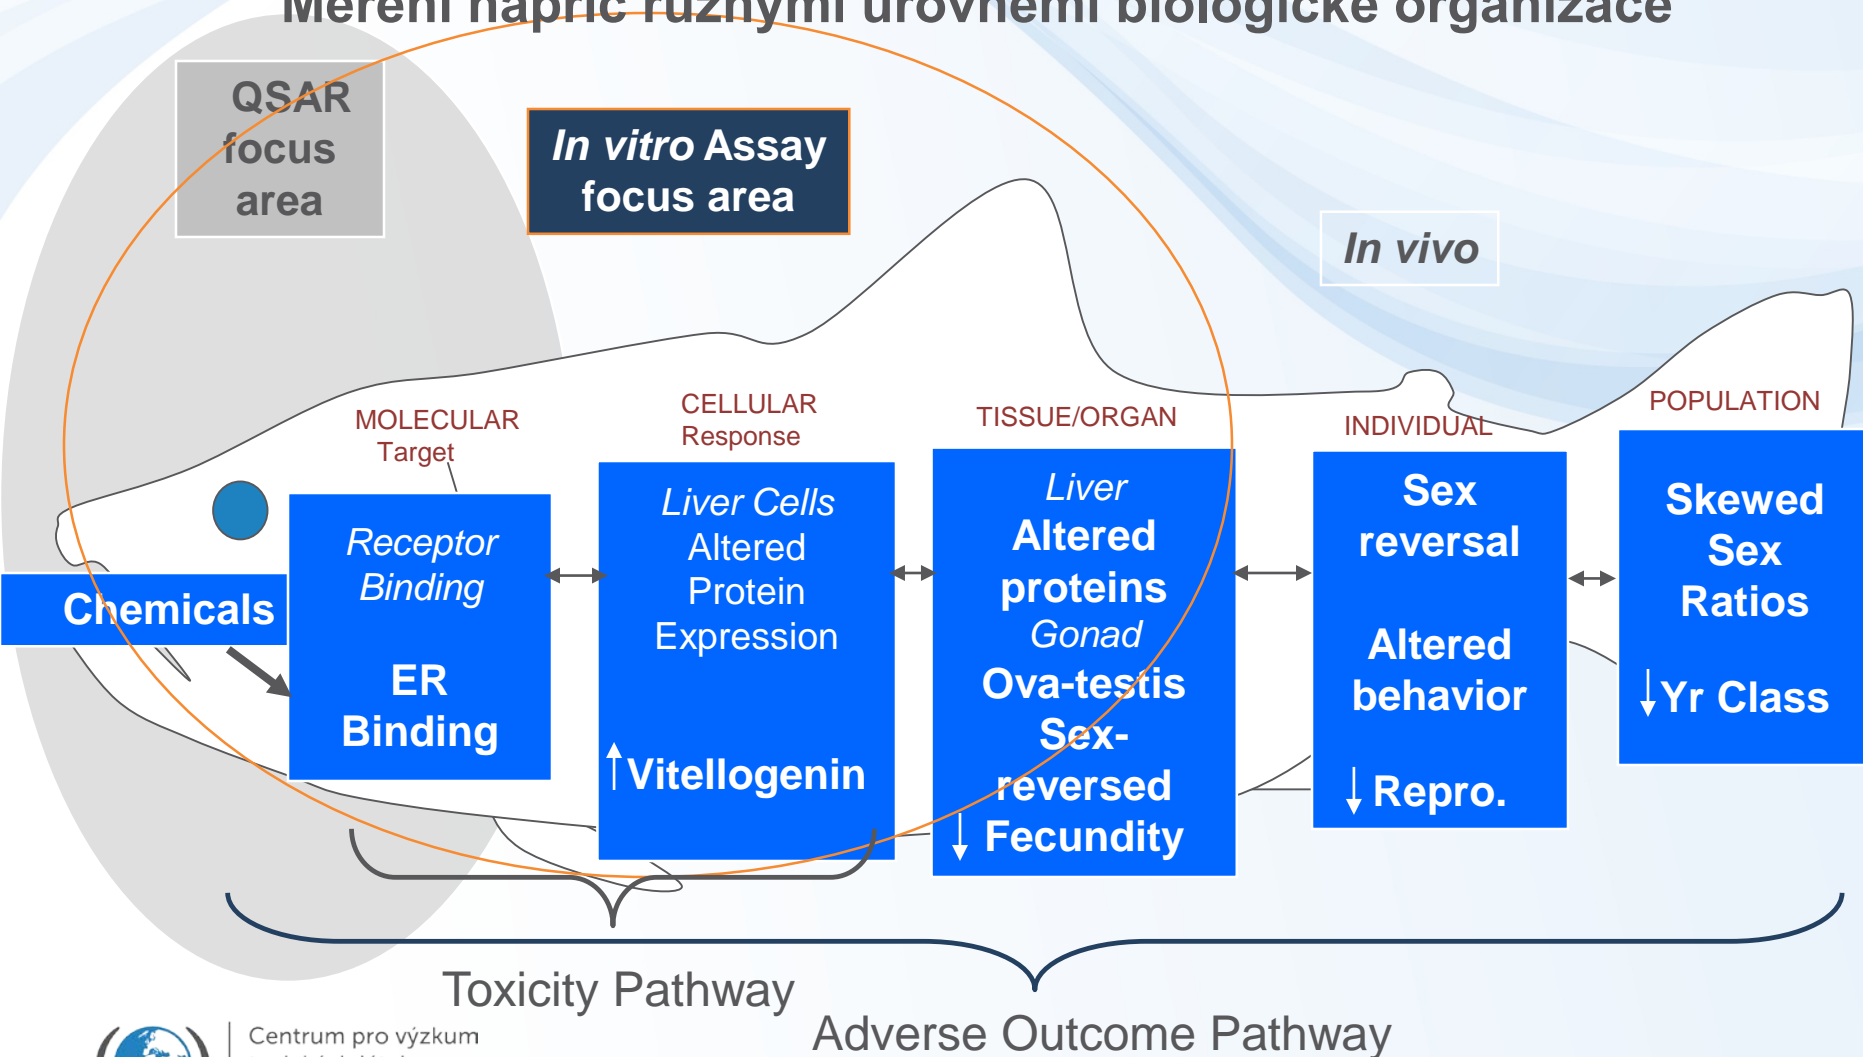 Měření napříč různými úrovněmi biologické organizace
QSAR
focus
area
In vitro Assay
focus area
In vivo
MOLECULAR
Target
CELLULAR
Response
TISSUE/ORGAN
INDIVIDUAL
POPULATION
Chemicals
Receptor
Binding
ER
Binding
Liver Cells
Altered
Protein
Expression
↑Vitellogenin
Liver
Altered
proteins
Gonad
Ova-testis
Sex-
reversed
↓ Fecundity
Sex
reversal
Altered
behavior
↓ Repro.
Skewed
Sex
Ratios
↓Yr Class
Toxicity Pathway
Adverse Outcome Pathway
Centrum pro výzkum